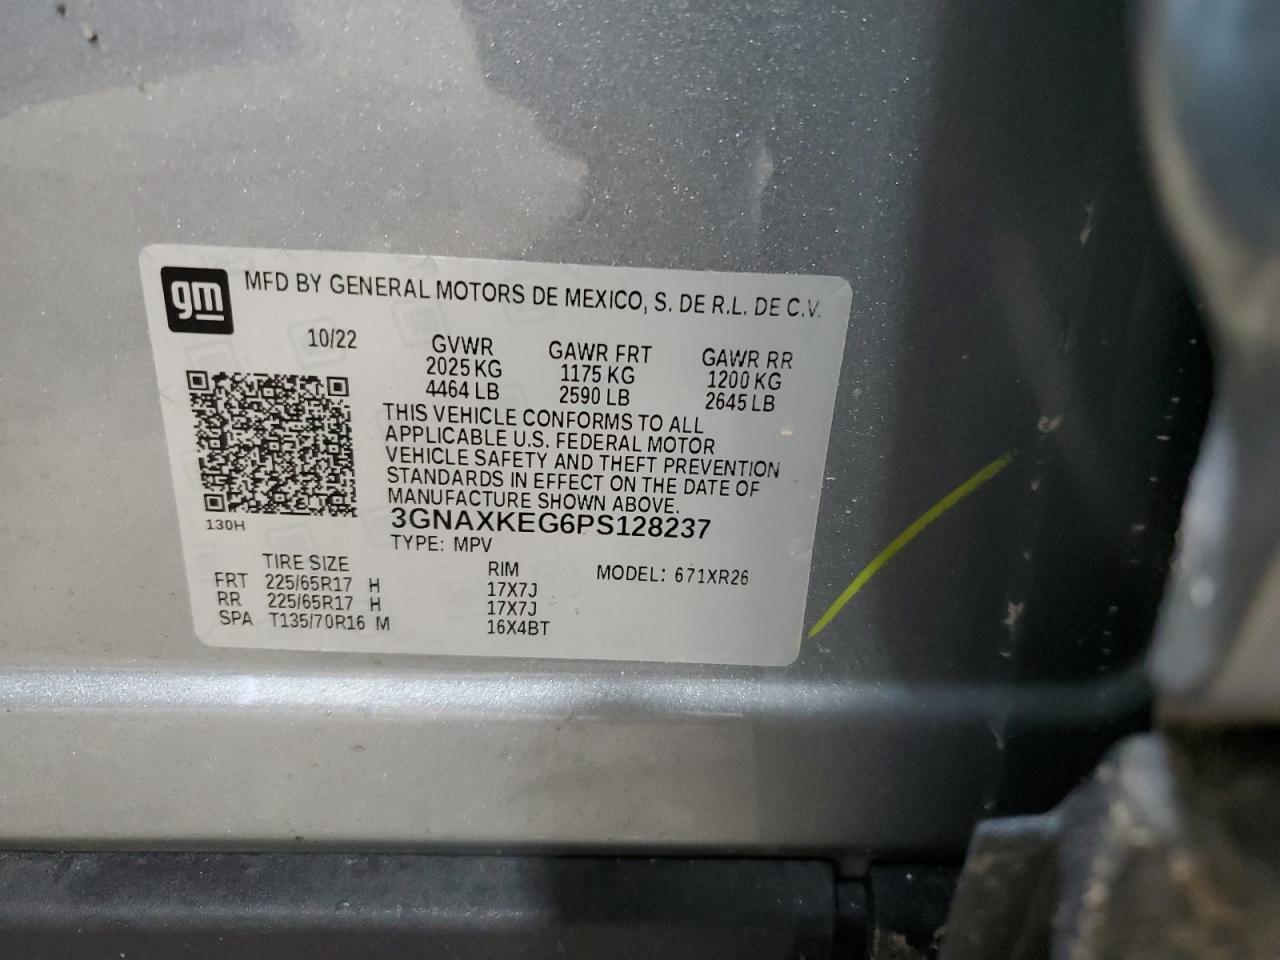 gm
MFD BY GENERAL MOTORS DE MEXICO, S. DE R.L. DE C.V.
10/22
GVWR GAWR FRT GAWR RR
2025 KG 1175 KG 1200 KG
4464 LB 2590 LB 2645 LB
THIS VEHICLE CONFORMS TO ALL
APPLICABLE U.S. FEDERAL MOTOR
VEHICLE SAFETY AND THEFT PREVENTION
STANDARDS IN EFFECT ON THE DATE OF
MANUFACTURE SHOWN ABOVE.
3GNAXKEG6PS128237
130H
TYPE: MPV
TIRE SIZE RIM MODEL: 671XR26
FRT 225/65R17 H 17X7J
RR 225/65R17 H 17X7J
SPA T135/70R16 M 16X4BT